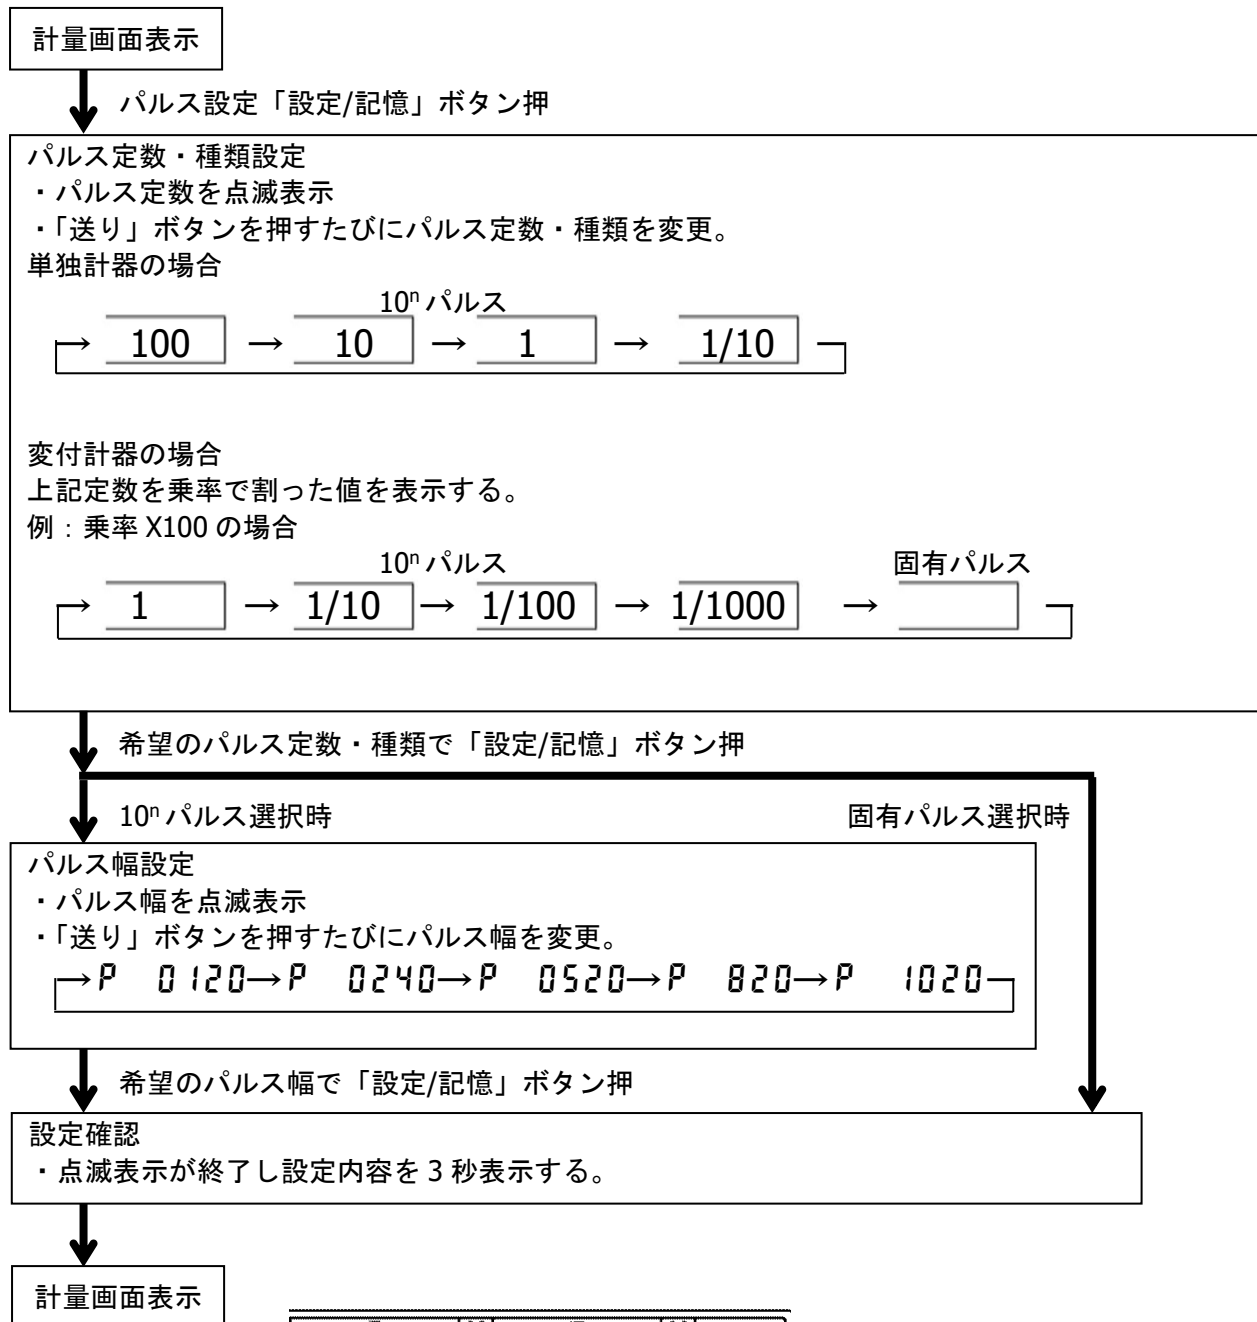 計量画面表示
パルス設定「設定/記憶」ボタン押
パルス定数・種類設定
・パルス定数を点滅表示
・「送り」ボタンを押すたびにパルス定数・種類を変更。
単独計器の場合
10ⁿパルス
→ 100 → 10 → 1 → 1/10
変付計器の場合
上記定数を乗率で割った値を表示する。
例：乗率 X100 の場合
10ⁿパルス 固有パルス
→ 1 → 1/10 → 1/100 → 1/1000 →
希望のパルス定数・種類で「設定/記憶」ボタン押
10ⁿパルス選択時 固有パルス選択時
パルス幅設定
・パルス幅を点滅表示
・「送り」ボタンを押すたびにパルス幅を変更。
→P 0120→P 0240→P 0520→P 820→P 1020
希望のパルス幅で「設定/記憶」ボタン押
設定確認
・点滅表示が終了し設定内容を 3 秒表示する。
計量画面表示